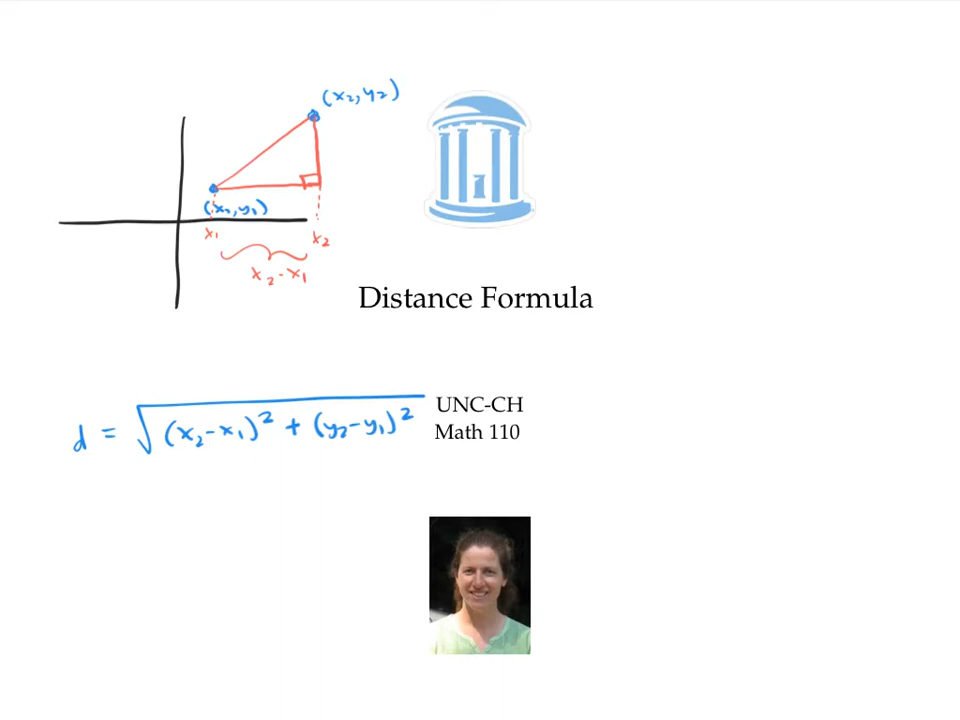 (x₂, y₂)
(x₁, y₁)
x₁
x₂
x₂ - x₁
Distance Formula
d = √(x₂-x₁)² + (y₂-y₁)²
UNC-CH
Math 110